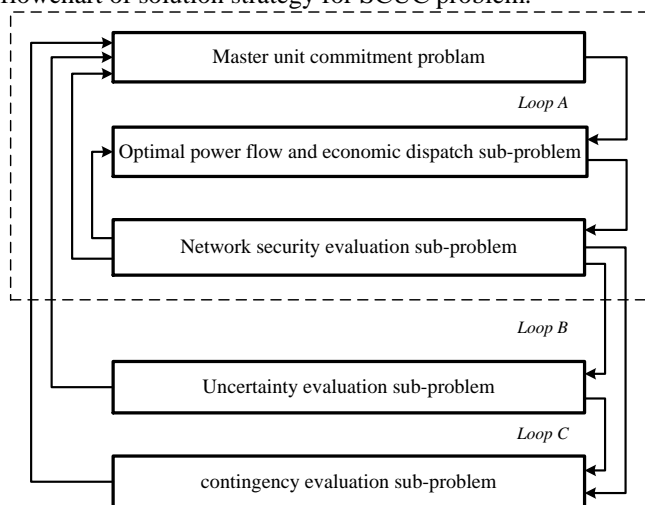 flowchart of solution strategy for SCUC problem.
Master unit commitment problam
Loop A
Optimal power flow and economic dispatch sub-problem
Network security evaluation sub-problem
Loop B
Uncertainty evaluation sub-problem
Loop C
contingency evaluation sub-problem